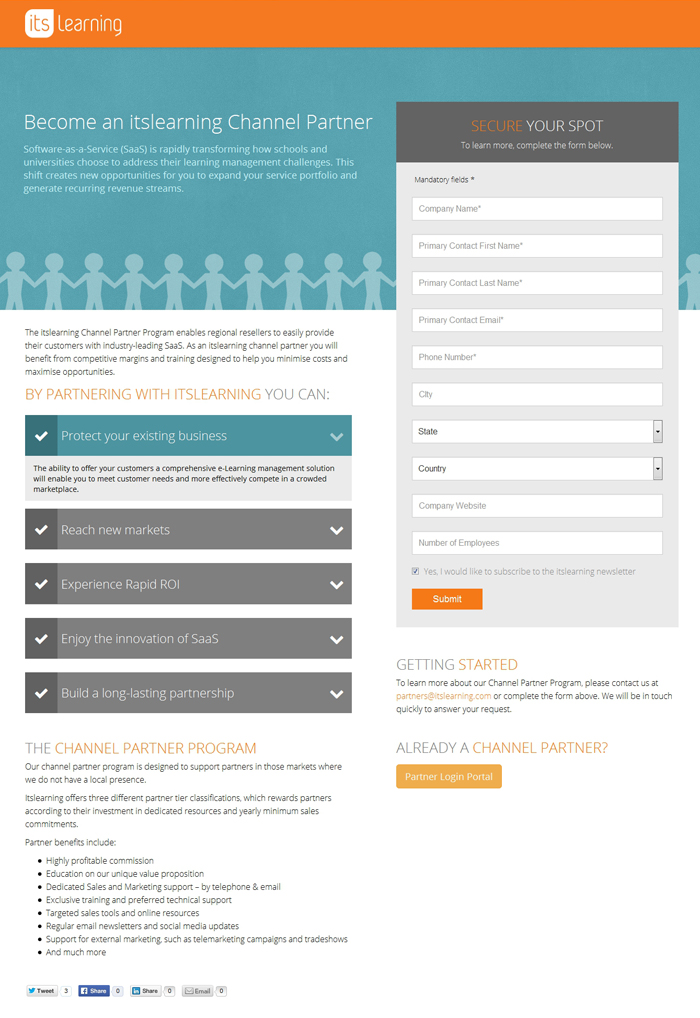 its learning
Become an itslearning Channel Partner
Software-as-a-Service (SaaS) is rapidly transforming how schools and
universities choose to address their learning management challenges. This
shift creates new opportunities for you to expand your service portfolio and
generate recurring revenue streams.
SECURE YOUR SPOT
To learn more, complete the form below.
Mandatory fields *
Company Name*
Primary Contact First Name*
Primary Contact Last Name*
Primary Contact Email*
Phone Number*
City
State
Country
Company Website
Number of Employees
Yes, I would like to subscribe to the itslearning newsletter
Submit
The itslearning Channel Partner Program enables regional resellers to easily provide
their customers with industry-leading SaaS. As an itslearning channel partner you will
benefit from competitive margins and training designed to help you minimise costs and
maximise opportunities.
BY PARTNERING WITH ITSLEARNING YOU CAN:
Protect your existing business
The ability to offer your customers a comprehensive e-Learning management solution
will enable you to meet customer needs and more effectively compete in a crowded
marketplace.
Reach new markets
Experience Rapid ROI
Enjoy the innovation of SaaS
Build a long-lasting partnership
GETTING STARTED
To learn more about our Channel Partner Program, please contact us at
partners@itslearning.com or complete the form above. We will be in touch
quickly to answer your request.
ALREADY A CHANNEL PARTNER?
Partner Login Portal
THE CHANNEL PARTNER PROGRAM
Our channel partner program is designed to support partners in those markets where
we do not have a local presence.
Itslearning offers three different partner tier classifications, which rewards partners
according to their investment in dedicated resources and yearly minimum sales
commitments.
Partner benefits include:
Highly profitable commission
Education on our unique value proposition
Dedicated Sales and Marketing support – by telephone & email
Exclusive training and preferred technical support
Targeted sales tools and online resources
Regular email newsletters and social media updates
Support for external marketing, such as telemarketing campaigns and tradeshows
And much more
Tweet 3 Share 0 Share 0 Email 0